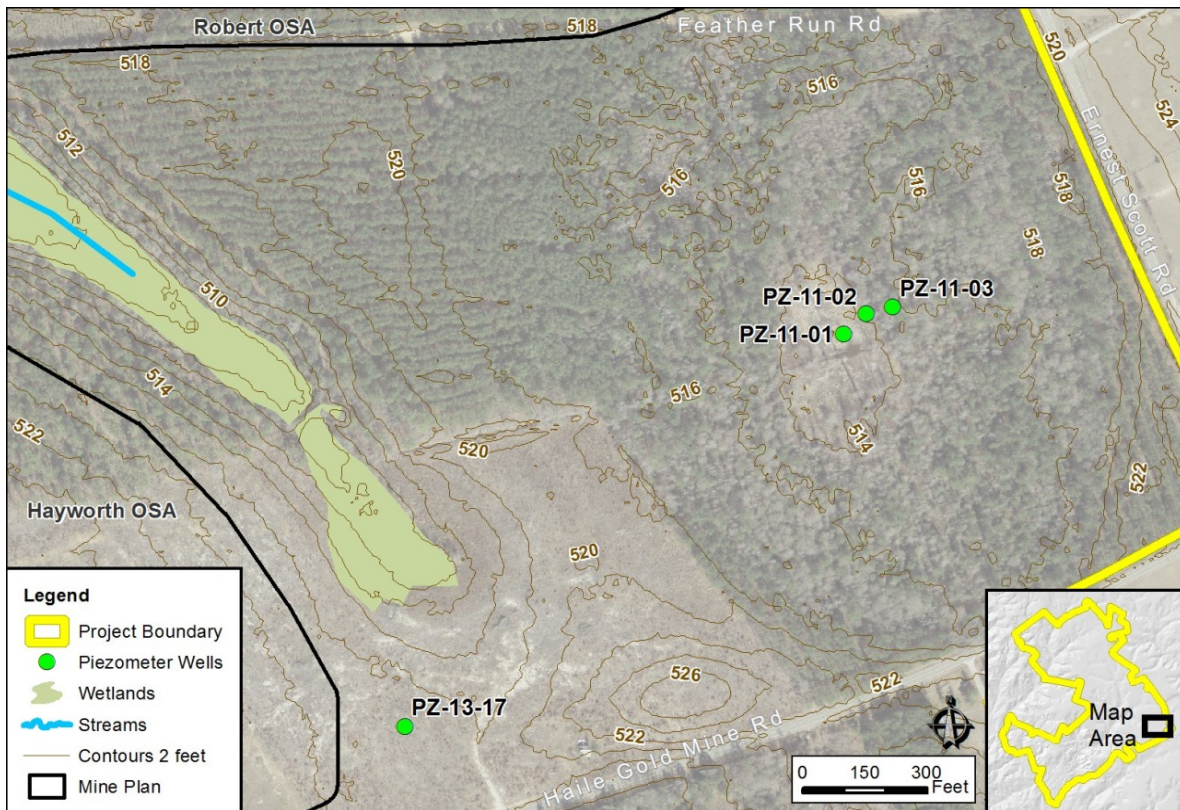 Robert OSA
518
Feather Run Rd
518
520
524
516
512
520
516
516
Ernest Scott Rd
518
518
510
PZ-11-02
PZ-11-03
PZ-11-01
514
516
514
522
520
522
Hayworth OSA
520
526
522
522
PZ-13-17
Haile Gold Mine Rd
Legend
Project Boundary
Piezometer Wells
Wetlands
Streams
Contours 2 feet
Mine Plan
0 150 300
Feet
Map
Area